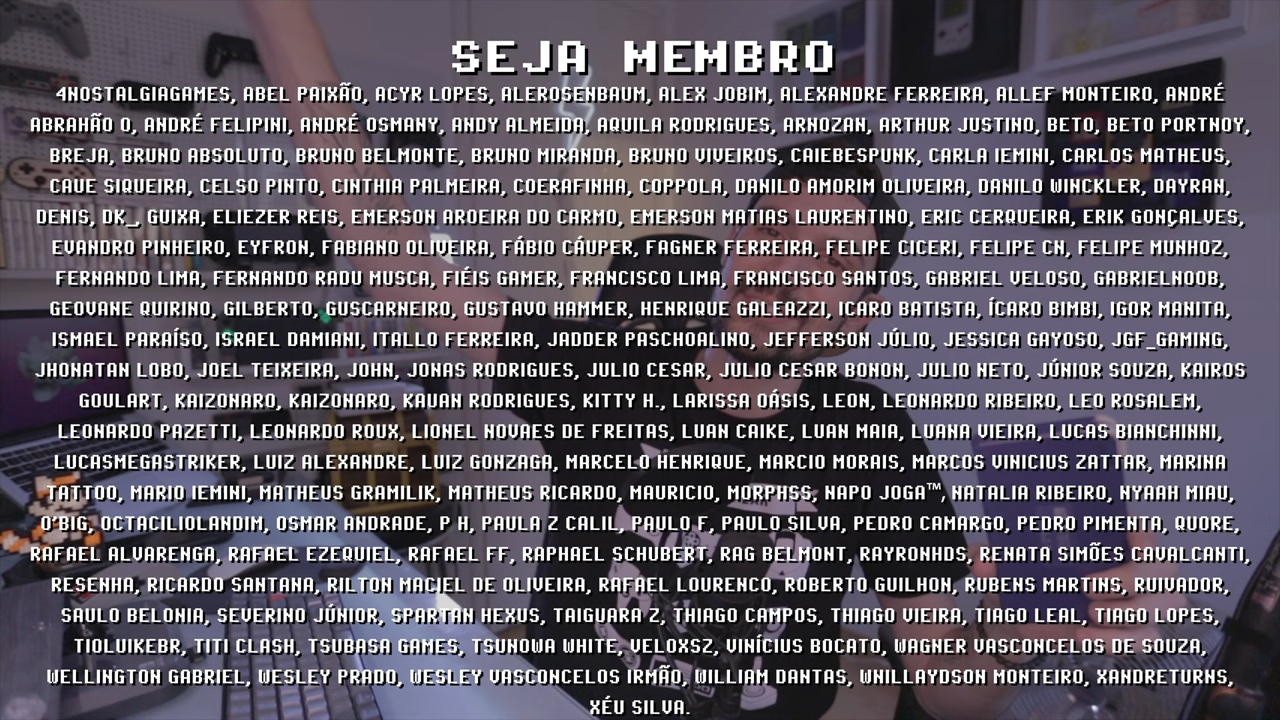 SEJA MEMBRO
4NOSTALGIAGAMES, ABEL PAIXÃO, ACYR LOPES, ALEROSENBAUM, ALEX JOBIM, ALEXANDRE FERREIRA, ALLEF MONTEIRO, ANDRÉ
ABRAHÃO O, ANDRÉ FELIPINI, ANDRÉ OSMANY, ANDY ALMEIDA, AQUILA RODRIGUES, ARNOZAN, ARTHUR JUSTINO, BETO, BETO PORTNOY,
BREJA, BRUNO ABSOLUTO, BRUNO BELMONTE, BRUNO MIRANDA, BRUNO VIVEIROS, CAIEBESPUNK, CARLA IEMINI, CARLOS MATHEUS,
CAUE SIQUEIRA, CELSO PINTO, CINTHIA PALMEIRA, COERAFINHA, COPPOLA, DANILO AMORIM OLIVEIRA, DANILO WINCKLER, DAYRAN,
DENIS, DK_, GUIXA, ELIEZER REIS, EMERSON AROEIRA DO CARMO, EMERSON MATIAS LAURENTINO, ERIC CERQUEIRA, ERIK GONÇALVES,
EVANDRO PINHEIRO, EYFRON, FABIANO OLIVEIRA, FÁBIO CÁUPER, FAGNER FERREIRA, FELIPE CICERI, FELIPE CN, FELIPE MUNHOZ,
FERNANDO LIMA, FERNANDO RADU MUSCA, FIÉIS GAMER, FRANCISCO LIMA, FRANCISCO SANTOS, GABRIEL VELOSO, GABRIELNOOB,
GEOVANE QUIRINO, GILBERTO, GUSCARNEIRO, GUSTAVO HAMMER, HENRIQUE GALEAZZI, ICARO BATISTA, ÍCARO BIMBI, IGOR MANITA,
ISMAEL PARAÍSO, ISRAEL DAMIANI, ITALLO FERREIRA, JADDER PASCHOALINO, JEFFERSON JÚLIO, JESSICA GAYOSO, JGF_GAMING,
JHONATAN LOBO, JOEL TEIXEIRA, JOHN, JONAS RODRIGUES, JULIO CESAR, JULIO CESAR BONON, JULIO NETO, JÚNIOR SOUZA, KAIROS
GOULART, KAIZONARO, KAIZONARO, KAUAN RODRIGUES, KITTY H., LARISSA OÁSIS, LEON, LEONARDO RIBEIRO, LEO ROSALEM,
LEONARDO PAZETTI, LEONARDO ROUX, LIONEL NOVAES DE FREITAS, LUAN CAIKE, LUAN MAIA, LUANA VIEIRA, LUCAS BIANCHINNI,
LUCASMEGASTRIKER, LUIZ ALEXANDRE, LUIZ GONZAGA, MARCELO HENRIQUE, MARCIO MORAIS, MARCOS VINICIUS ZATTAR, MARINA
TATTOO, MARIO IEMINI, MATHEUS GRAMILIK, MATHEUS RICARDO, MAURICIO, MORPHSS, NAPO JOGA™, NATALIA RIBEIRO, NYAAH MIAU,
O'BIG, OCTACILIOLANDIM, OSMAR ANDRADE, P H, PAULA Z CALIL, PAULO F, PAULO SILVA, PEDRO CAMARGO, PEDRO PIMENTA, QUORE,
RAFAEL ALVARENGA, RAFAEL EZEQUIEL, RAFAEL FF, RAPHAEL SCHUBERT, RAG BELMONT, RAYRONHDS, RENATA SIMÕES CAVALCANTI,
RESENHA, RICARDO SANTANA, RILTON MACIEL DE OLIVEIRA, RAFAEL LOURENCO, ROBERTO GUILHON, RUBENS MARTINS, RUIVADOR,
SAULO BELONIA, SEVERINO JÚNIOR, SPARTAN HEXUS, TAIGUARA Z, THIAGO CAMPOS, THIAGO VIEIRA, TIAGO LEAL, TIAGO LOPES,
TIOLUIKEBR, TITI CLASH, TSUBASA GAMES, TSUNOWA WHITE, VELOXSZ, VINÍCIUS BOCATO, WAGNER VASCONCELOS DE SOUZA,
WELLINGTON GABRIEL, WESLEY PRADO, WESLEY VASCONCELOS IRMÃO, WILLIAM DANTAS, WNILLAYDSON MONTEIRO, XANDRETURNS,
XÉU SILVA.